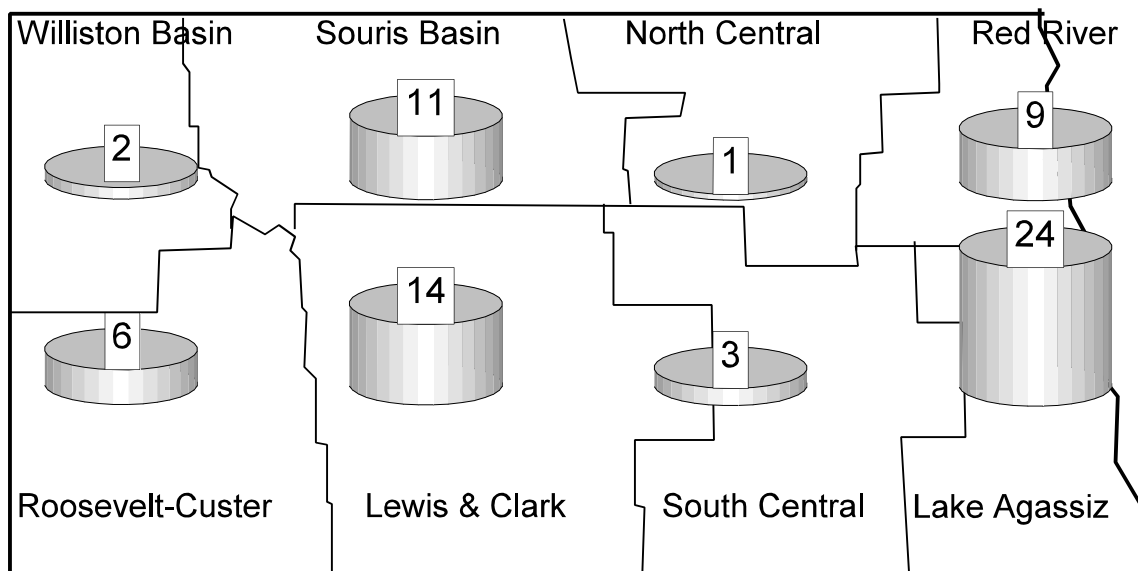 Williston Basin Souris Basin North Central Red River
2 11 1 9
6 14 3 24
Roosevelt-Custer Lewis & Clark South Central Lake Agassiz